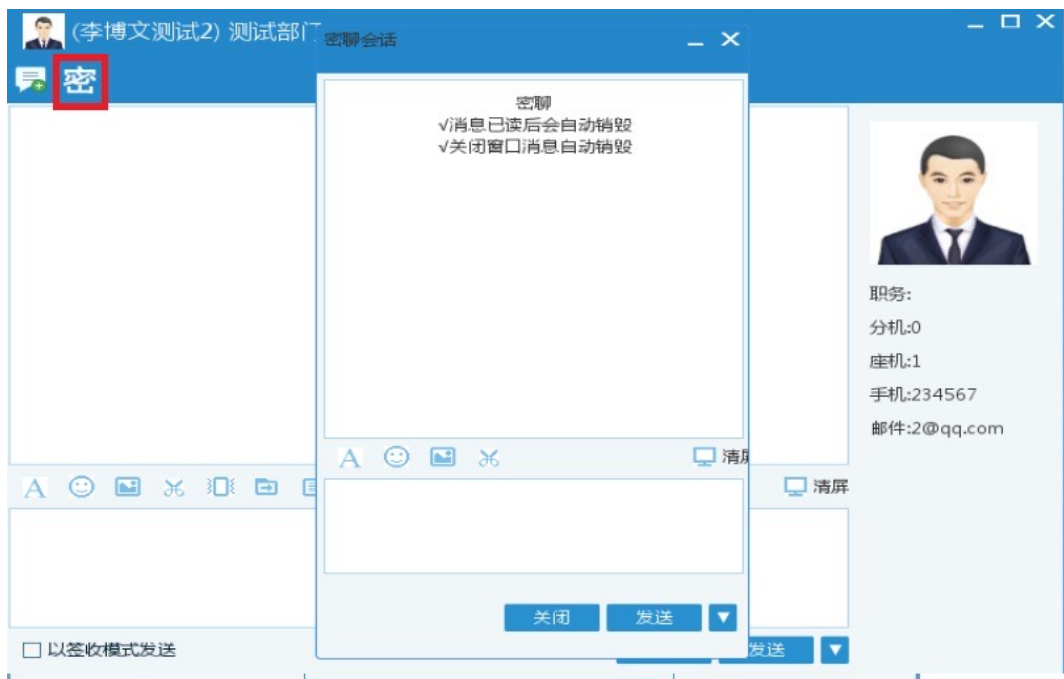 (李博文测试2) 测试部门
密
密聊会话
密聊
√消息已读后会自动销毁
√关闭窗口消息自动销毁
清屏
关闭
发送
职务:
分机:0
座机:1
手机:234567
邮件:2@qq.com
清屏
以签收模式发送
发送